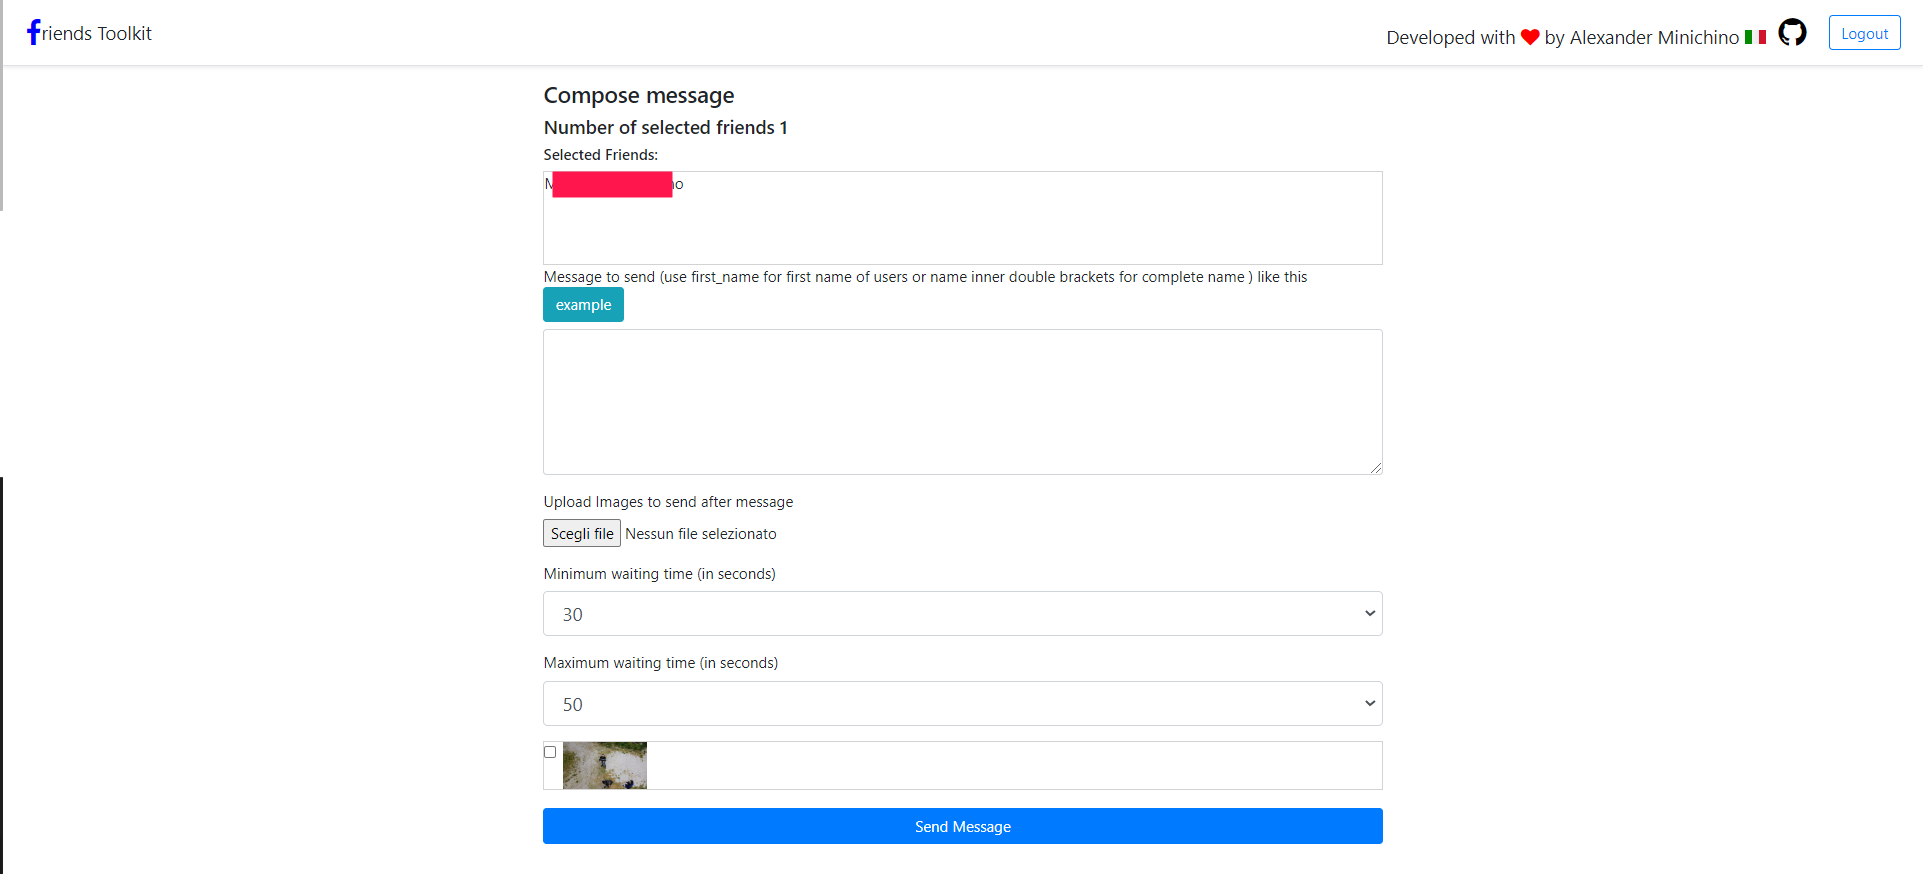 friends Toolkit
Developed with by Alexander Minichino
Logout
Compose message
Number of selected friends 1
Selected Friends:
Message to send (use first_name for first name of users or name inner double brackets for complete name ) like this
example
Upload Images to send after message
Scegli file Nessun file selezionato
Minimum waiting time (in seconds)
30
Maximum waiting time (in seconds)
50
Send Message